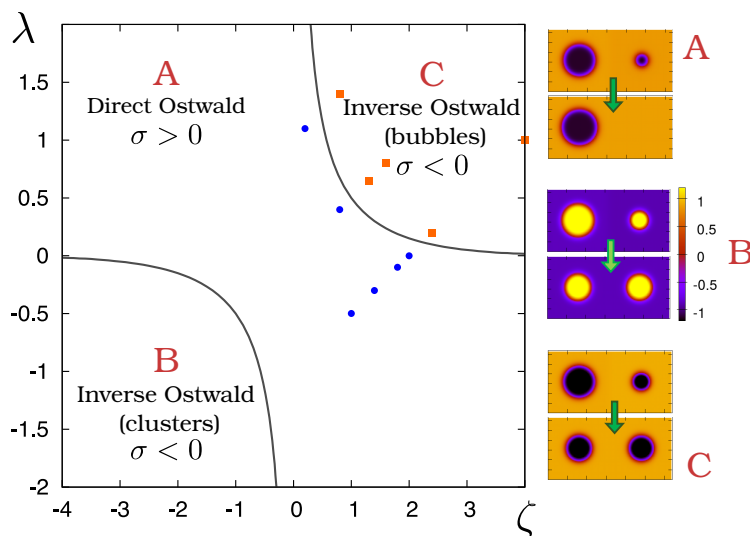 λ
1.5
1
0.5
0
-0.5
-1
-1.5
-2
-4
-3
-2
-1
0
1
2
3
4
ζ
A
Direct Ostwald
σ > 0
C
Inverse Ostwald
(bubbles)
σ < 0
B
Inverse Ostwald
(clusters)
σ < 0
A
1
0.5
0
-0.5
-1
B
C